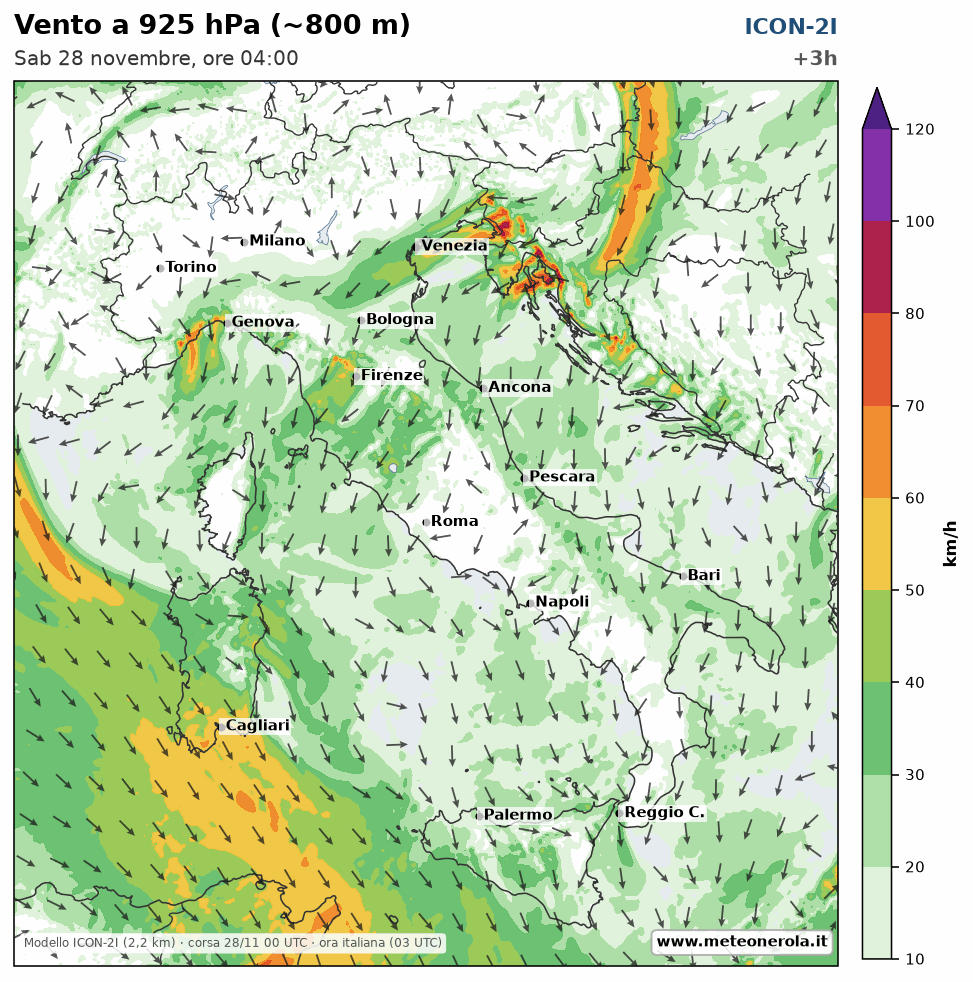 Vento a 925 hPa (~800 m)
ICON-2I
Sab 28 novembre, ore 04:00
+3h
120
100
80
70
60
50
40
30
20
10
km/h
Milano
Venezia
Torino
Genova
Bologna
Firenze
Ancona
Pescara
Roma
Bari
Napoli
Cagliari
Palermo
Reggio C.
Modello ICON-2I (2,2 km) · corsa 28/11 00 UTC · ora italiana (03 UTC)
www.meteonerola.it